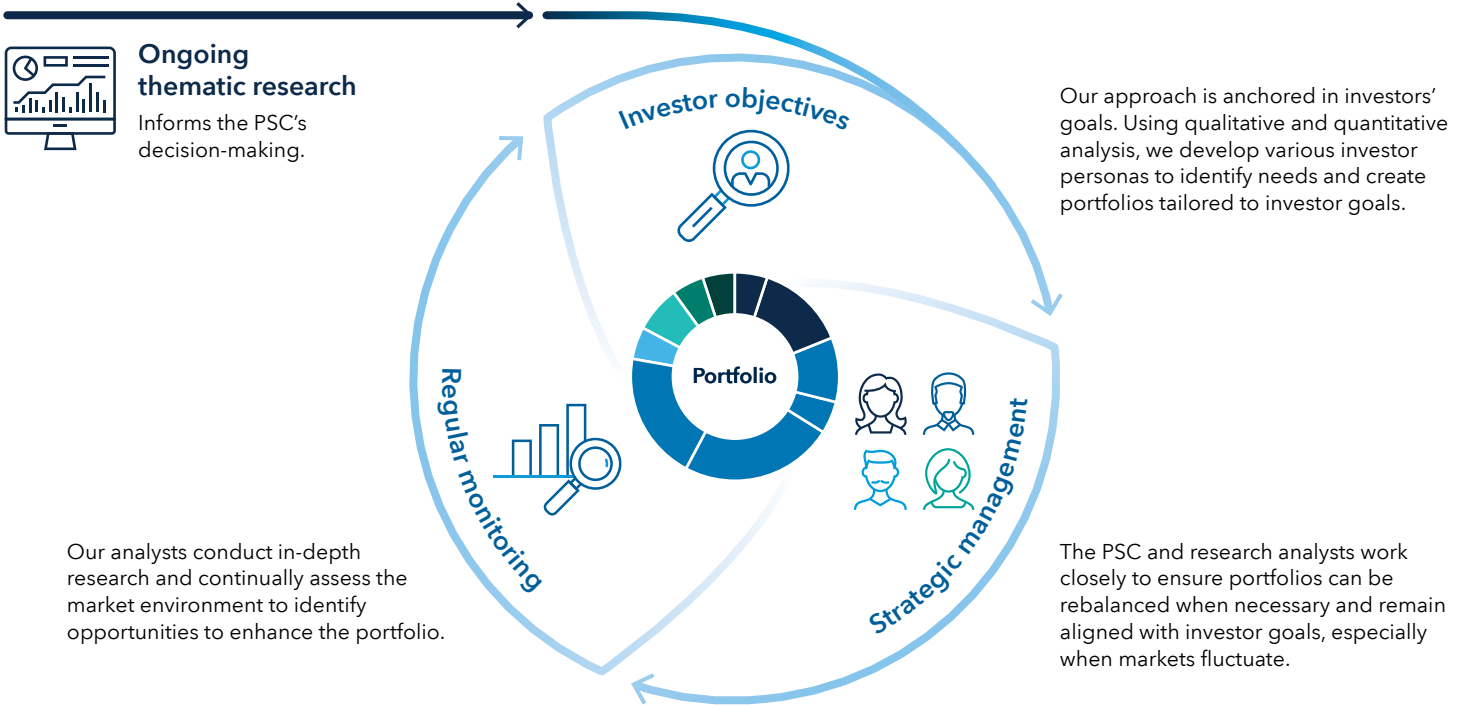 Ongoing
thematic research
Informs the PSC’s
decision-making.
Investor objectives
Our approach is anchored in investors’
goals. Using qualitative and quantitative
analysis, we develop various investor
personas to identify needs and create
portfolios tailored to investor goals.
Portfolio
Strategic management
The PSC and research analysts work
closely to ensure portfolios can be
rebalanced when necessary and remain
aligned with investor goals, especially
when markets fluctuate.
Regular monitoring
Our analysts conduct in-depth
research and continually assess the
market environment to identify
opportunities to enhance the portfolio.